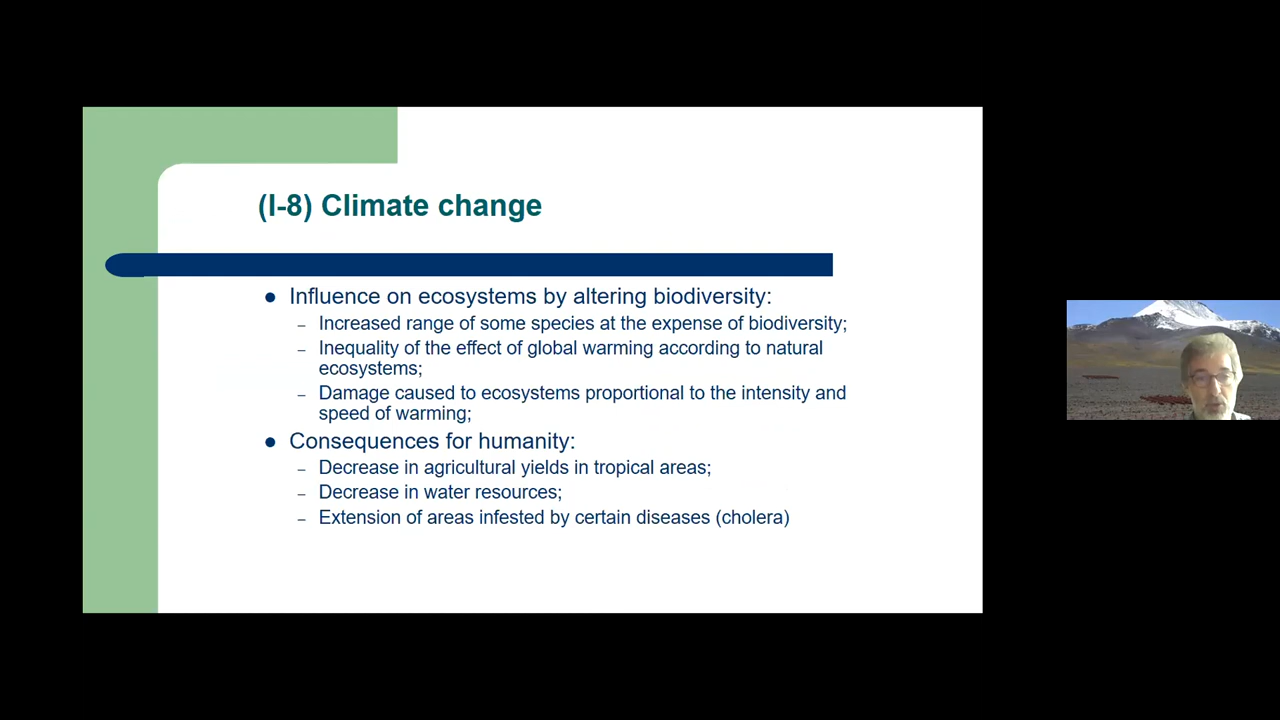 (I-8) Climate change
● Influence on ecosystems by altering biodiversity:
– Increased range of some species at the expense of biodiversity;
– Inequality of the effect of global warming according to natural
ecosystems;
– Damage caused to ecosystems proportional to the intensity and
speed of warming;
● Consequences for humanity:
– Decrease in agricultural yields in tropical areas;
– Decrease in water resources;
– Extension of areas infested by certain diseases (cholera)